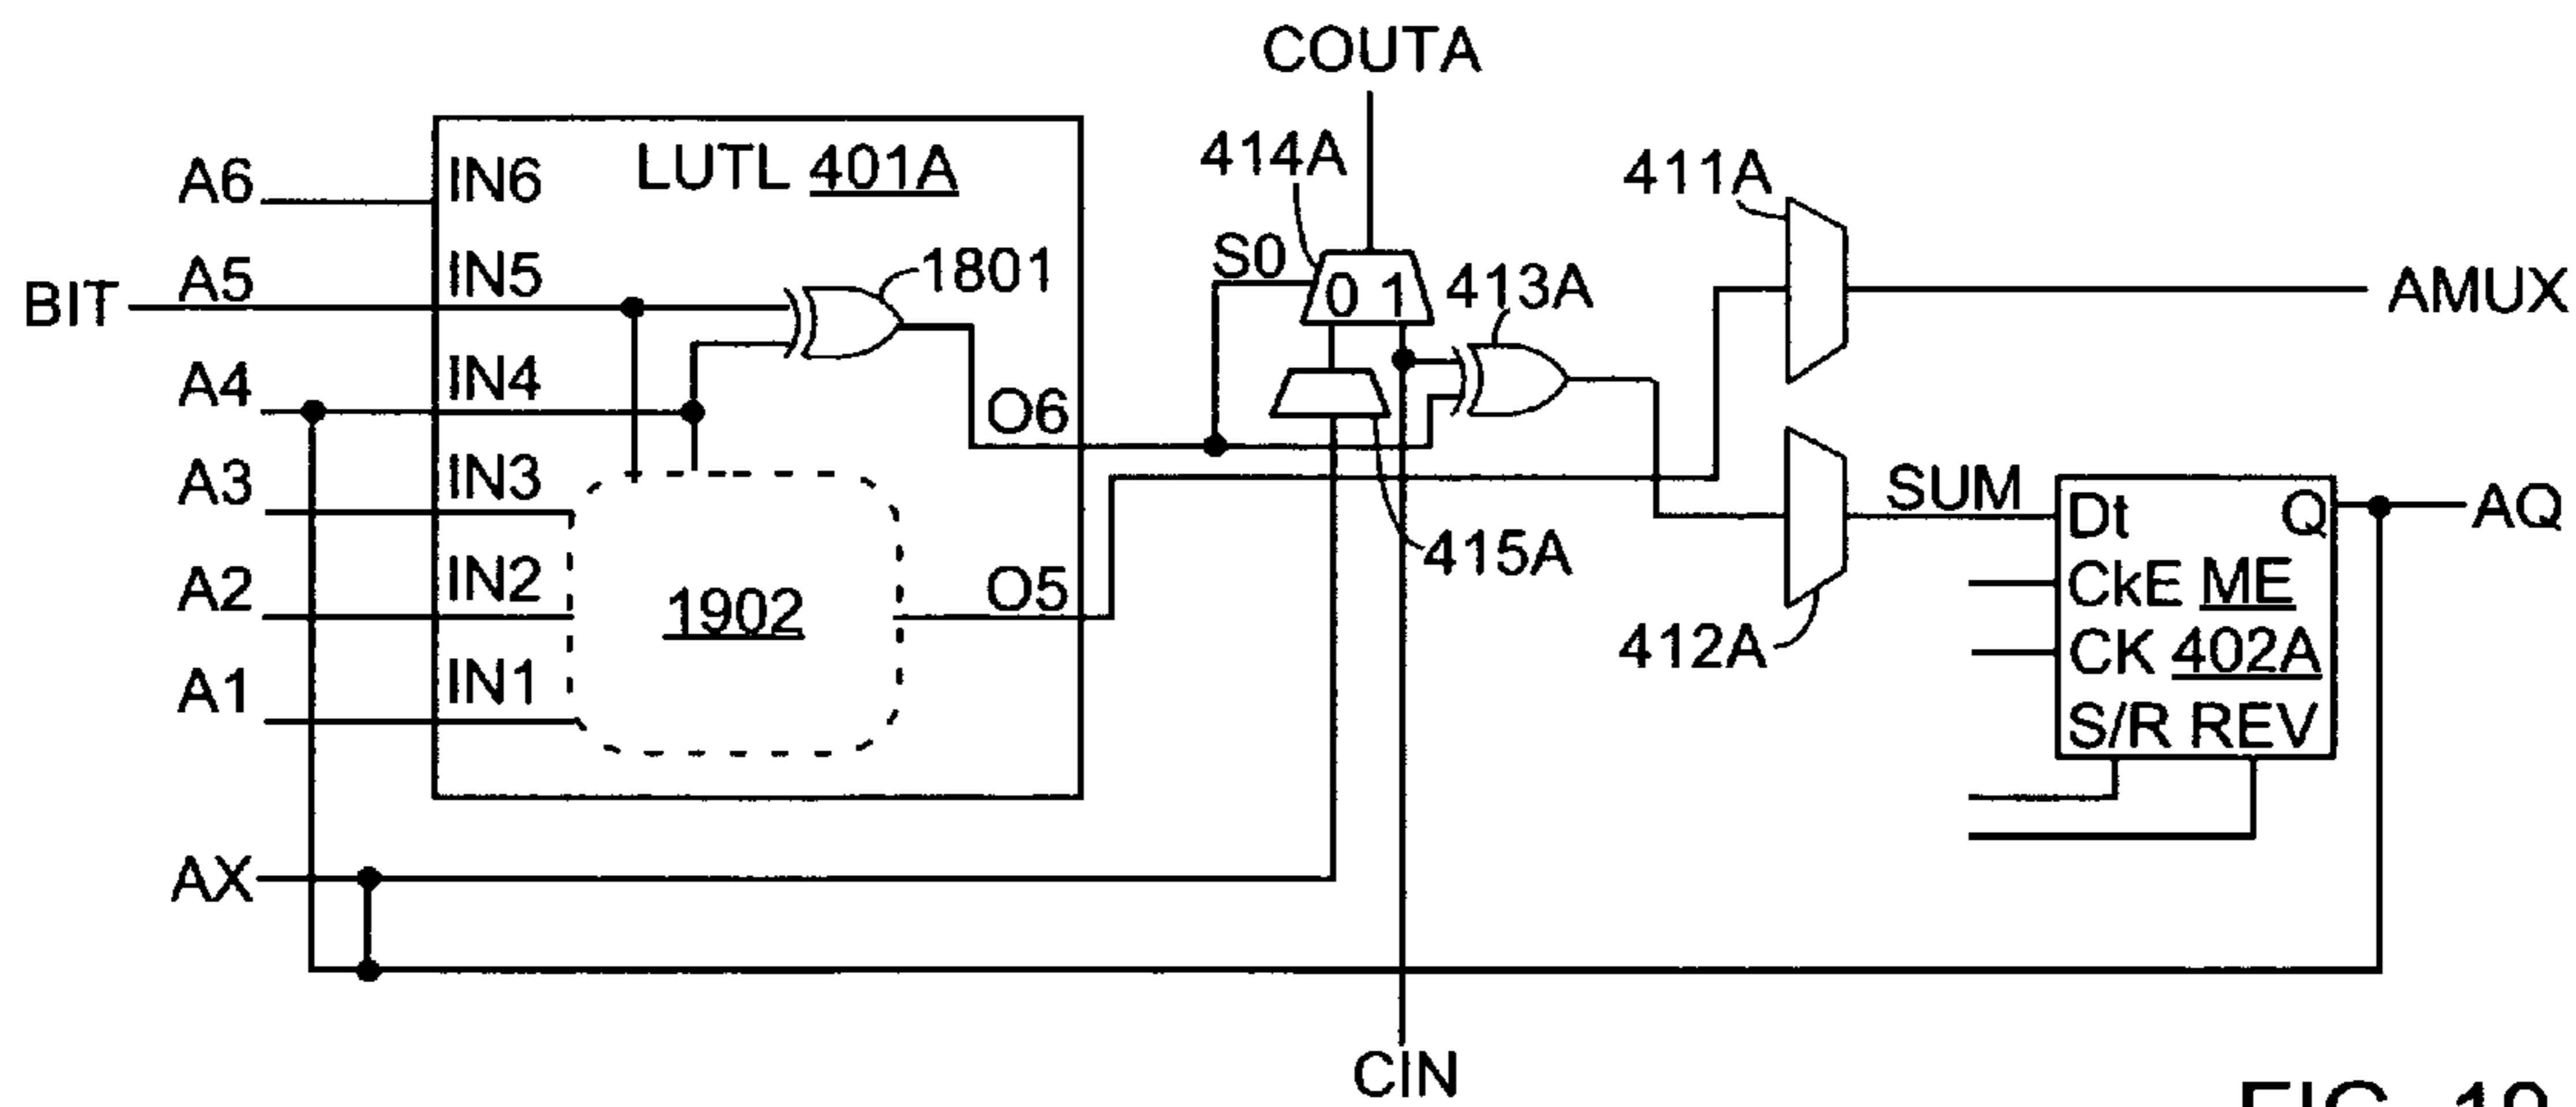 COUTA
A6
IN6
LUTL 401A
414A
411A
BIT
A5
IN5
1801
S0
0 1
413A
AMUX
A4
IN4
O6
A3
IN3
SUM
Dt
Q
AQ
415A
A2
IN2
1902
O5
CkE ME
412A
CK 402A
A1
IN1
S/R REV
AX
CIN